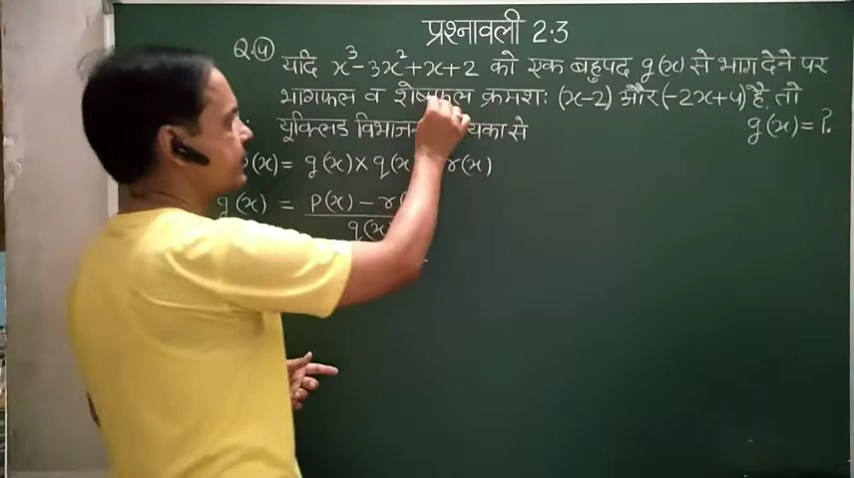 प्रश्नावली 2.3
Q.4 यदि x³-3x²+x+2 को एक बहुपद g(x) से भाग देने पर
भागफल व शेषफल क्रमशः (x-2) और (-2x+4) है, तो
g(x)=?
यूक्लिड विभाजन से
(x)= g(x)×q(x) r(x)
g(x) = p(x)-r( / q(x